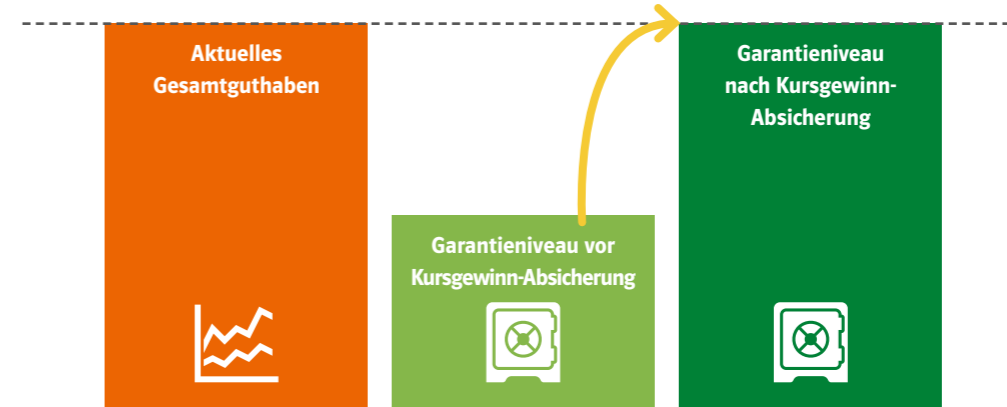 Aktuelles
Gesamtguthaben
Garantieniveau vor
Kursgewinn-Absicherung
Garantieniveau
nach Kursgewinn-
Absicherung